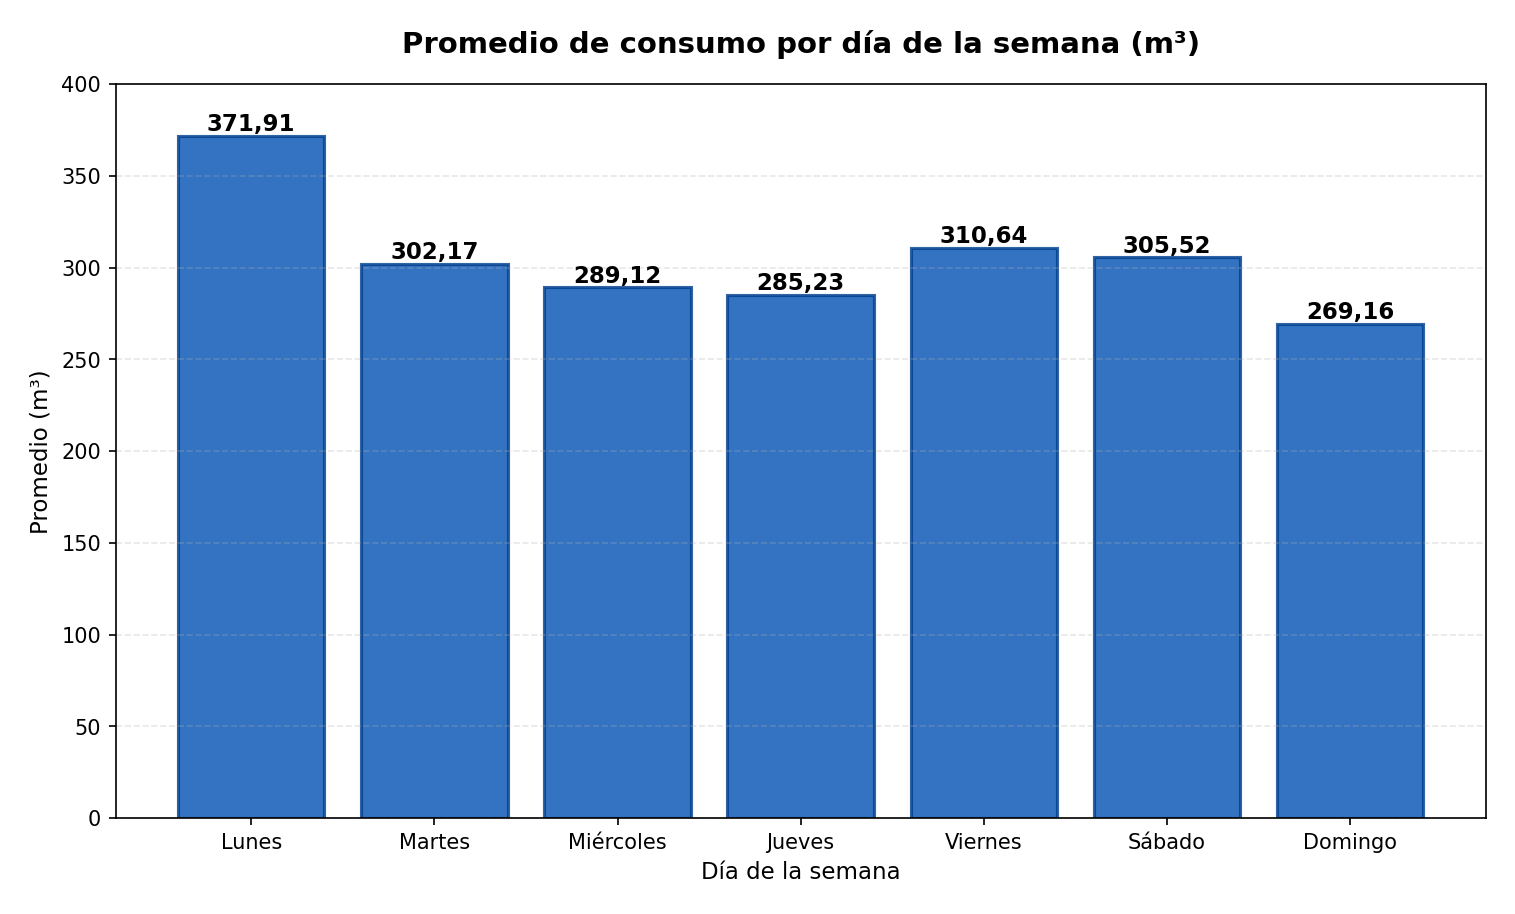 Promedio de consumo por día de la semana (m³)
400
350
300
250
200
150
100
50
0
Promedio (m³)
371,91
302,17
289,12
285,23
310,64
305,52
269,16
Lunes
Martes
Miércoles
Jueves
Viernes
Sábado
Domingo
Día de la semana